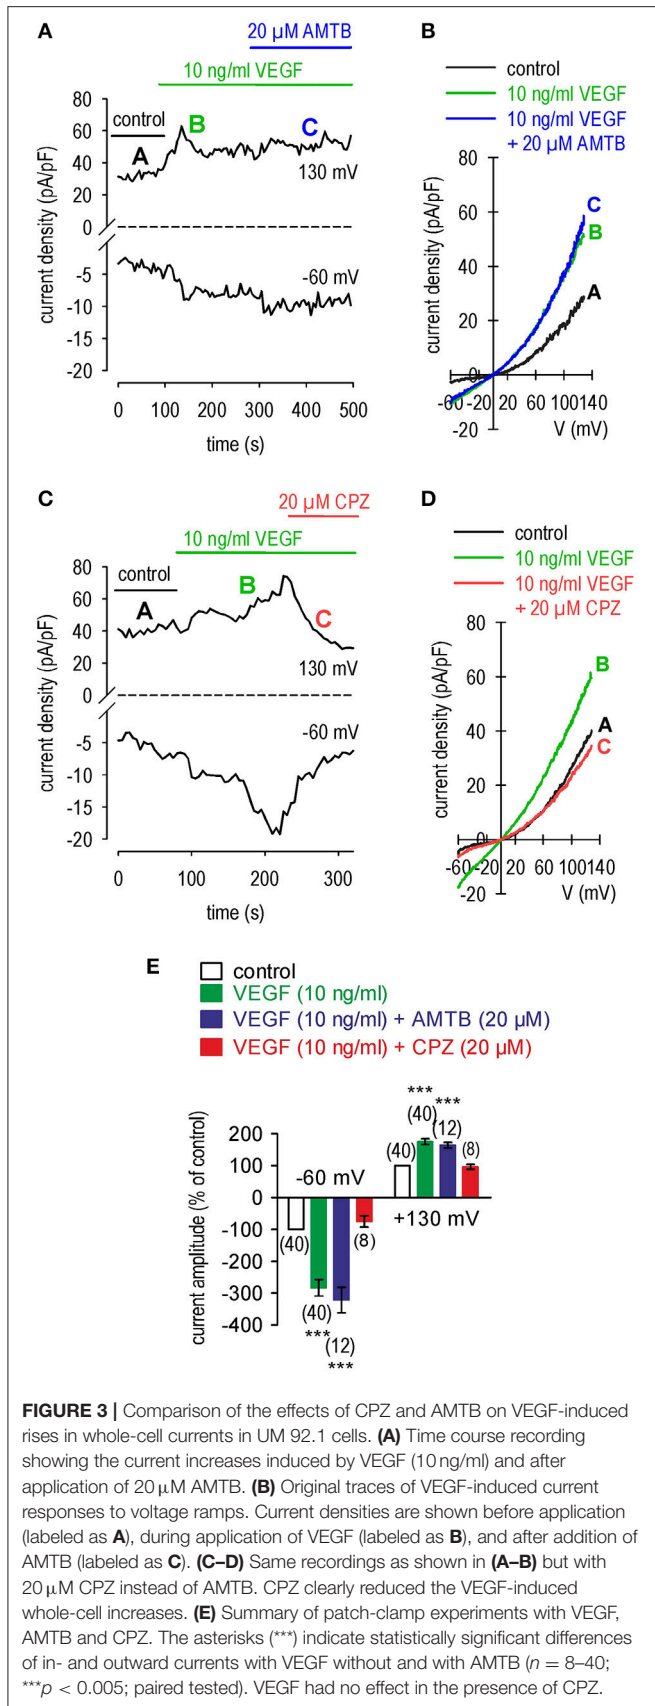 A
20 µM AMTB
10 ng/ml VEGF
control
A
B
C
130 mV
-60 mV
current density (pA/pF)
80
60
40
20
0
-5
-10
-15
-20
0 100 200 300 400 500
time (s)
B
control
10 ng/ml VEGF
10 ng/ml VEGF
+ 20 µM AMTB
current density (pA/pF)
80
60
40
20
0
-20
C
B
A
-60 -20 20 60 100 140
V (mV)
C
20 µM CPZ
10 ng/ml VEGF
control
A
B
C
130 mV
-60 mV
current density (pA/pF)
80
60
40
20
0
-5
-10
-15
-20
0 100 200 300
time (s)
D
control
10 ng/ml VEGF
10 ng/ml VEGF
+ 20 µM CPZ
current density (pA/pF)
80
60
40
20
0
-20
B
A
C
-60 -20 20 60 100 140
V (mV)
E
control
VEGF (10 ng/ml)
VEGF (10 ng/ml) + AMTB (20 µM)
VEGF (10 ng/ml) + CPZ (20 µM)
current amplitude (% of control)
200
100
0
-100
-200
-300
-400
-60 mV
(40)
(40)
***
(12)
***
(8)
+130 mV
(40)
***
(40)
***
(12)
(8)
FIGURE 3 | Comparison of the effects of CPZ and AMTB on VEGF-induced
rises in whole-cell currents in UM 92.1 cells. (A) Time course recording
showing the current increases induced by VEGF (10 ng/ml) and after
application of 20 µM AMTB. (B) Original traces of VEGF-induced current
responses to voltage ramps. Current densities are shown before application
(labeled as A), during application of VEGF (labeled as B), and after addition of
AMTB (labeled as C). (C–D) Same recordings as shown in (A–B) but with
20 µM CPZ instead of AMTB. CPZ clearly reduced the VEGF-induced
whole-cell increases. (E) Summary of patch-clamp experiments with VEGF,
AMTB and CPZ. The asterisks (***) indicate statistically significant differences
of in- and outward currents with VEGF without and with AMTB (n = 8–40;
***p < 0.005; paired tested). VEGF had no effect in the presence of CPZ.